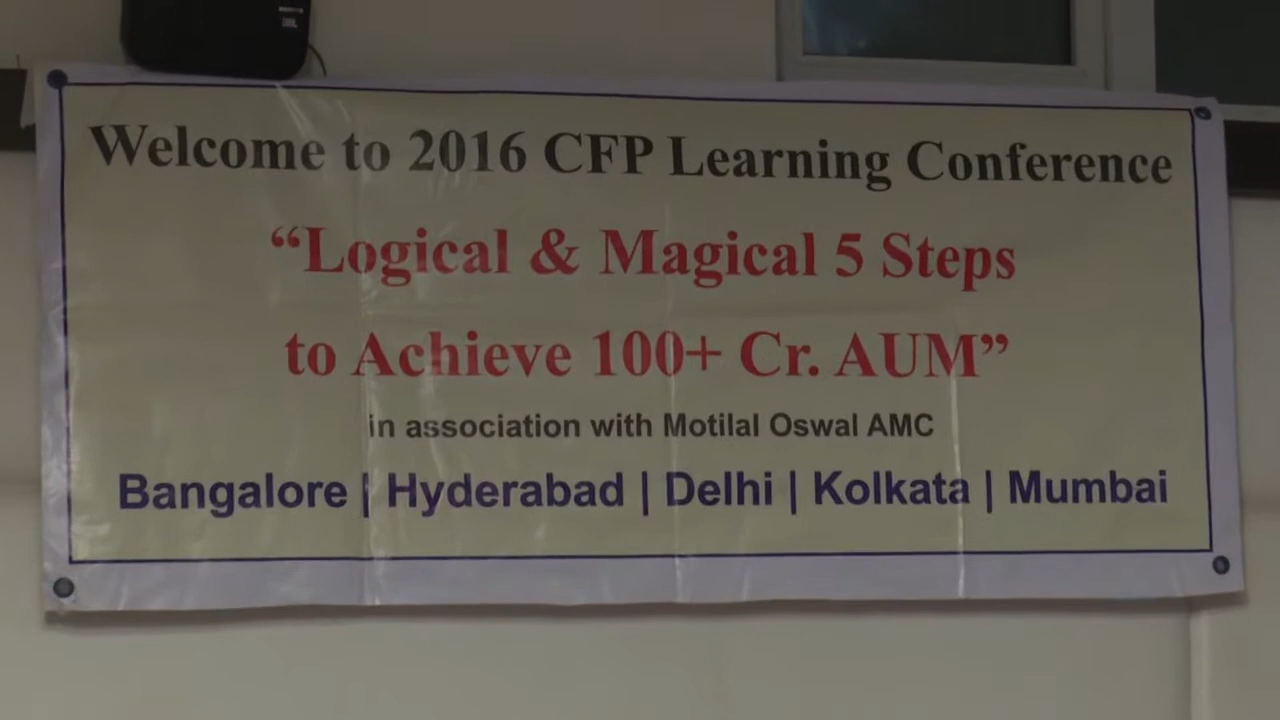 JBL
Welcome to 2016 CFP Learning Conference
“Logical & Magical 5 Steps
to Achieve 100+ Cr. AUM”
in association with Motilal Oswal AMC
Bangalore | Hyderabad | Delhi | Kolkata | Mumbai